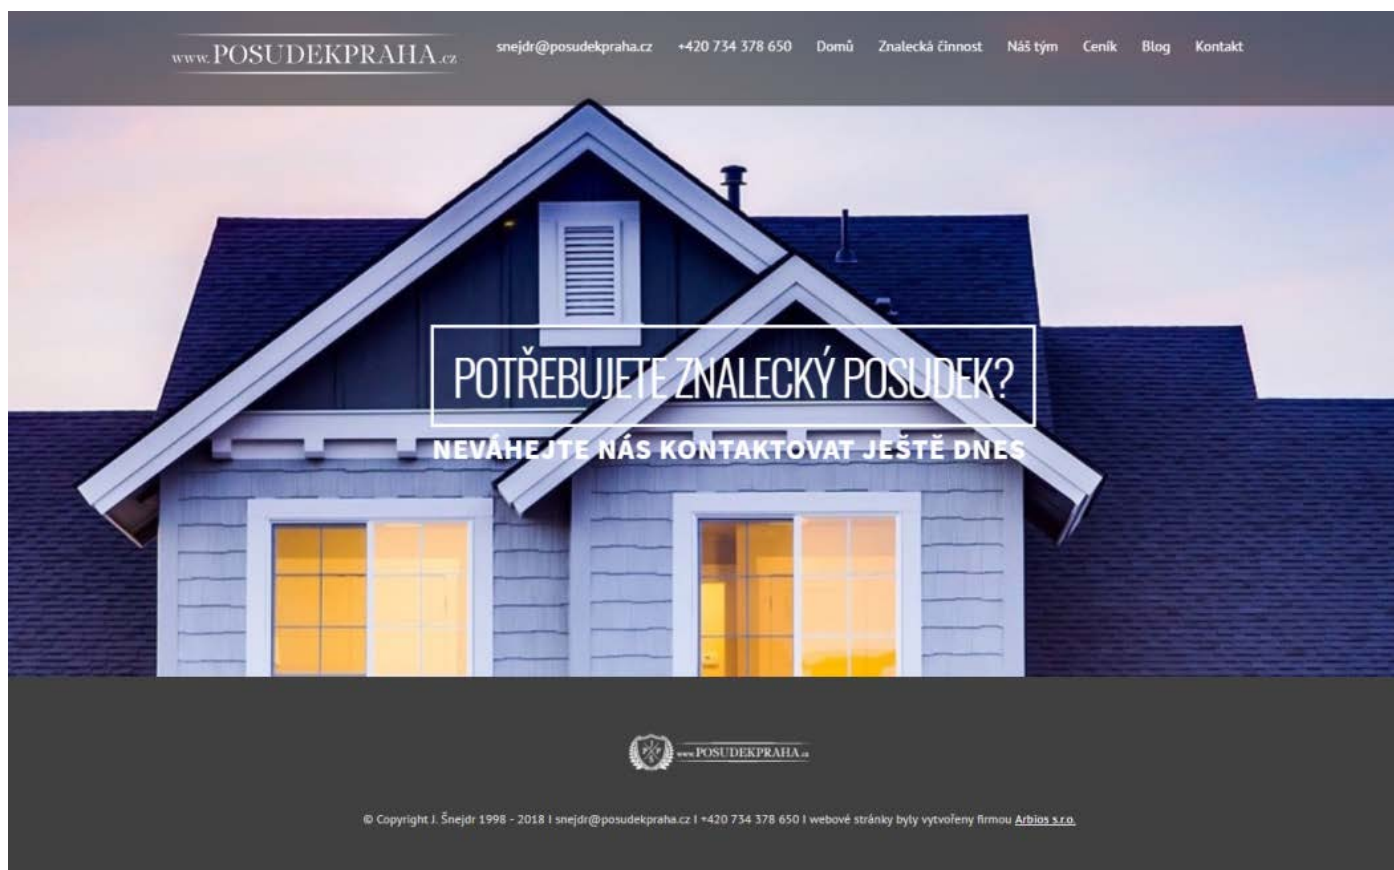 www.POSUDEKPRAHA.cz
snejdr@posudekpraha.cz +420 734 378 650 Domů Znalecká činnost Náš tým Ceník Blog Kontakt
POTŘEBUJETE ZNALECKÝ POSUDEK?
NEVÁHEJTE NÁS KONTAKTOVAT JEŠTĚ DNES
www.POSUDEKPRAHA.cz
© Copyright J. Šnejdr 1998 - 2018 I snejdr@posudekpraha.cz I +420 734 378 650 I webové stránky byly vytvořeny firmou Arbios s.r.o.